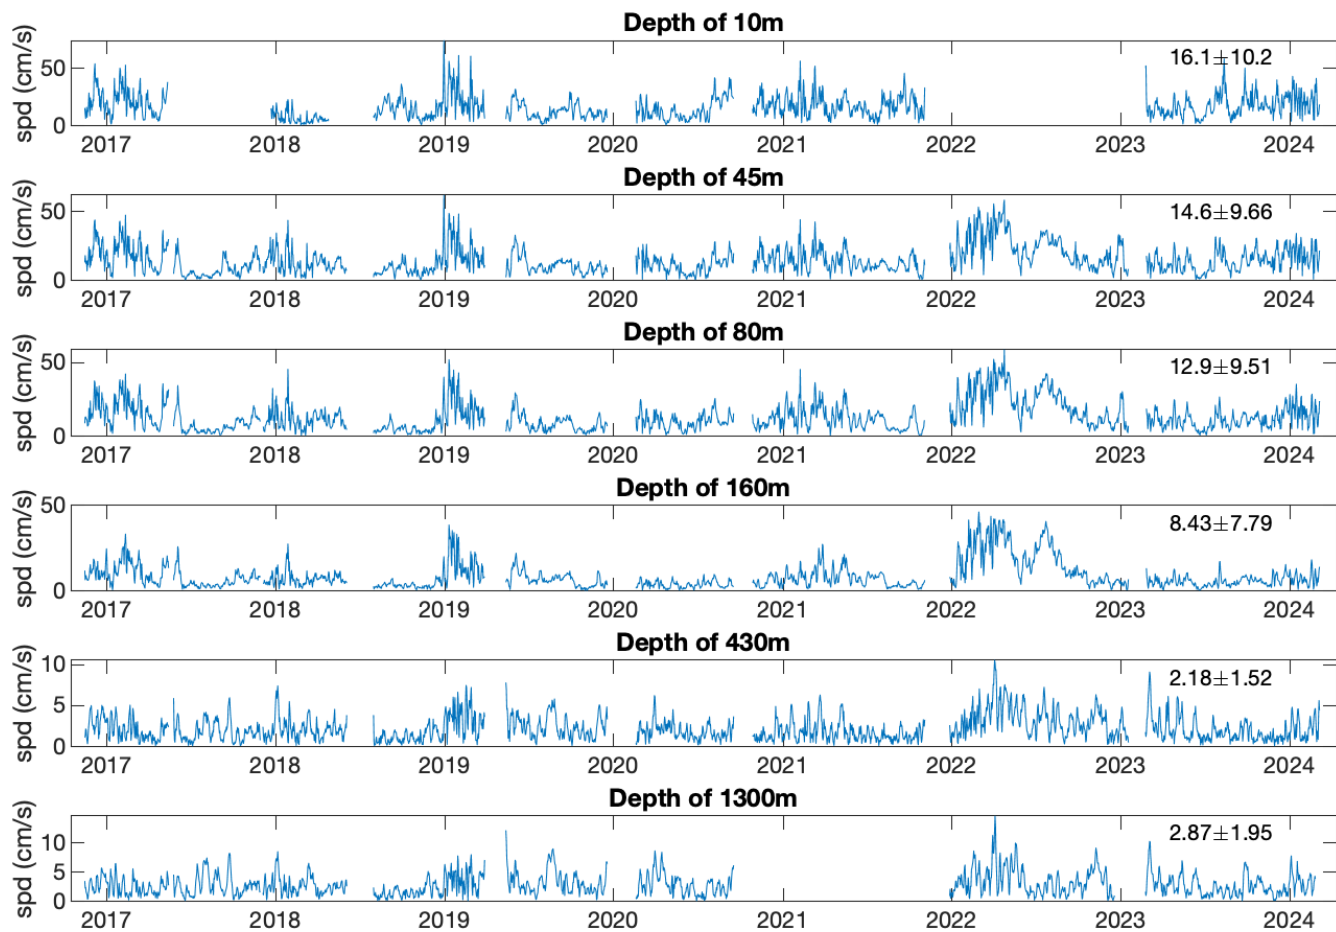 Depth of 10m
spd (cm/s)
50
0
16.1±10.2
2017 2018 2019 2020 2021 2022 2023 2024
Depth of 45m
spd (cm/s)
50
0
14.6±9.66
2017 2018 2019 2020 2021 2022 2023 2024
Depth of 80m
spd (cm/s)
50
0
12.9±9.51
2017 2018 2019 2020 2021 2022 2023 2024
Depth of 160m
spd (cm/s)
50
0
8.43±7.79
2017 2018 2019 2020 2021 2022 2023 2024
Depth of 430m
spd (cm/s)
10
5
0
2.18±1.52
2017 2018 2019 2020 2021 2022 2023 2024
Depth of 1300m
spd (cm/s)
10
5
0
2.87±1.95
2017 2018 2019 2020 2021 2022 2023 2024